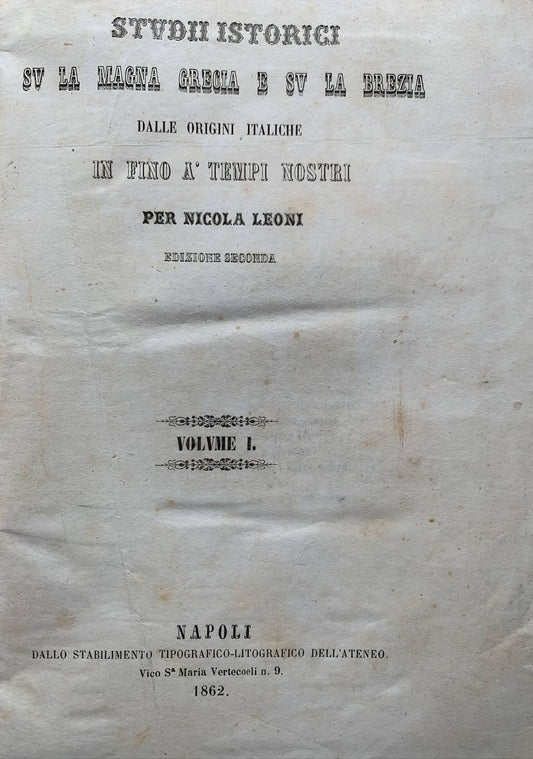 STVDII ISTORICI
SV LA MAGNA GRECIA E SV LA BREZIA
DALLE ORIGINI ITALICHE
IN FINO A' TEMPI NOSTRI
PER NICOLA LEONI
EDIZIONE SECONDA
VOLVME I.
NAPOLI
DALLO STABILIMENTO TIPOGRAFICO-LITOGRAFICO DELL'ATENEO.
Vico Sª Maria Vertecoeli n. 9.
1862.